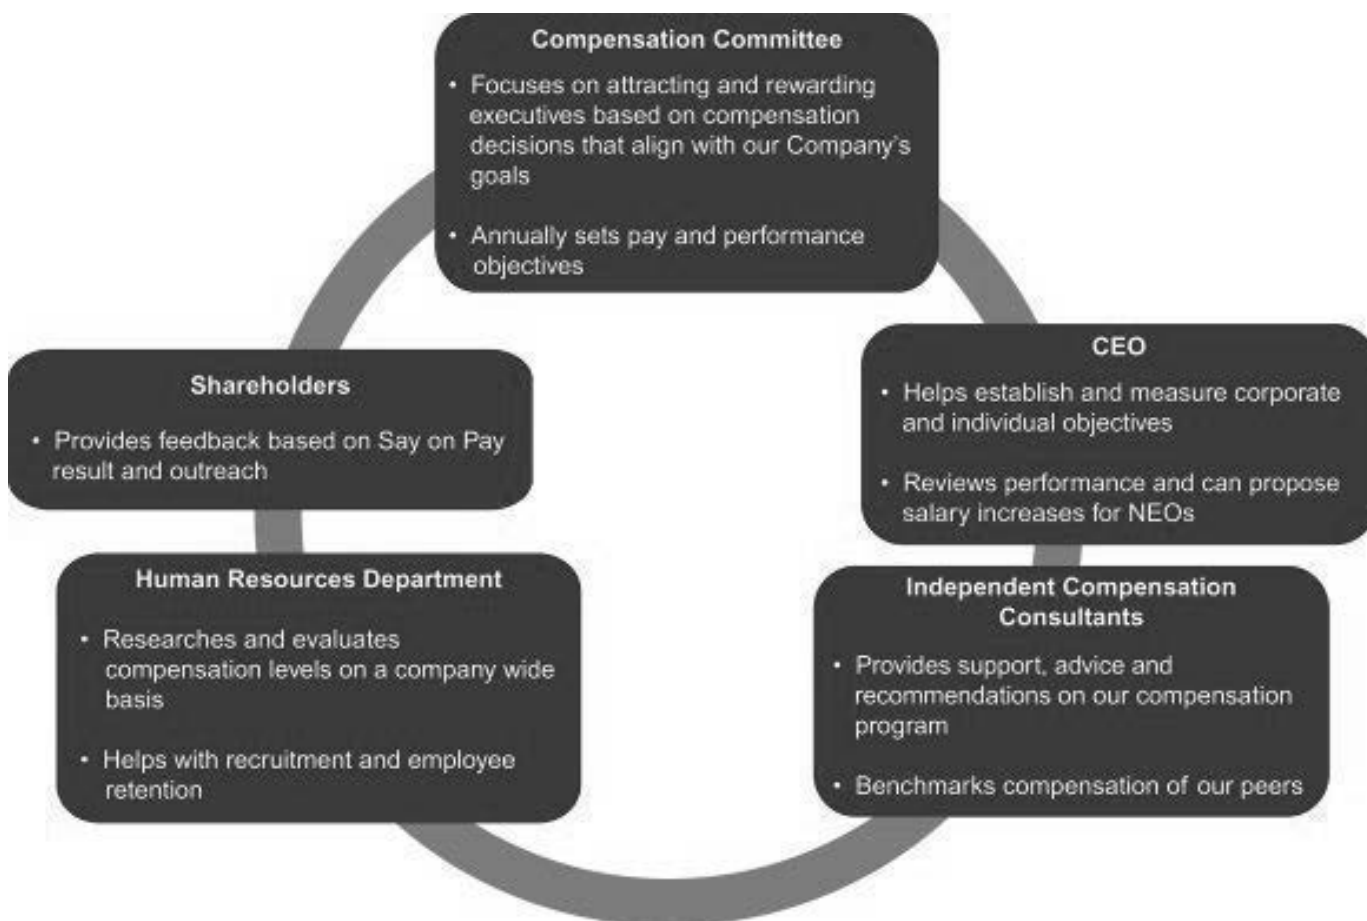 Compensation Committee
• Focuses on attracting and rewarding
executives based on compensation
decisions that align with our Company's
goals
• Annually sets pay and performance
objectives
CEO
• Helps establish and measure corporate
and individual objectives
• Reviews performance and can propose
salary increases for NEOs
Shareholders
• Provides feedback based on Say on Pay
result and outreach
Human Resources Department
• Researches and evaluates
compensation levels on a company wide
basis
• Helps with recruitment and employee
retention
Independent Compensation
Consultants
• Provides support, advice and
recommendations on our compensation
program
• Benchmarks compensation of our peers